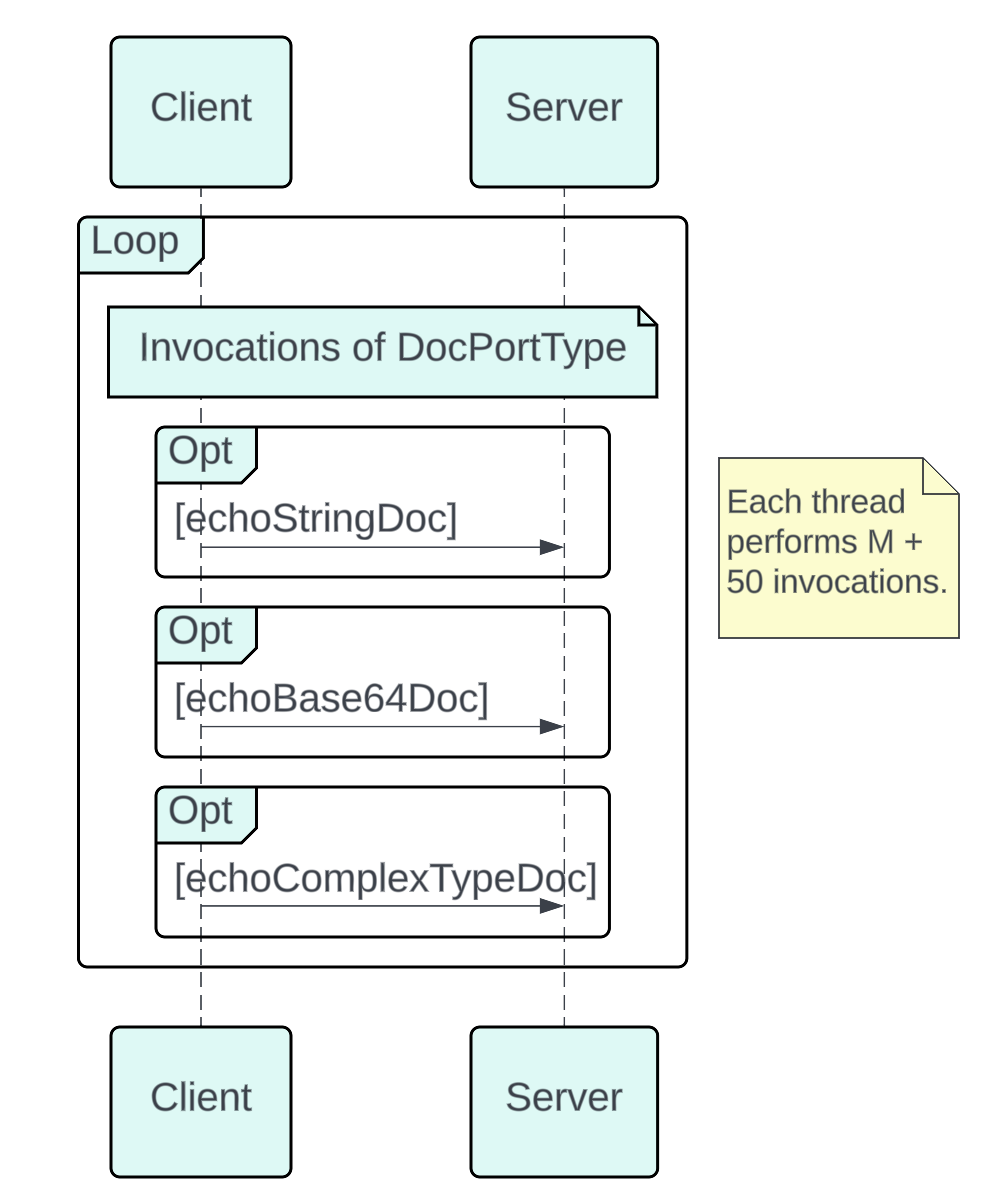 Client
Server
Loop
Invocations of DocPortType
Opt
[echoStringDoc]
Each thread
performs M +
50 invocations.
Opt
[echoBase64Doc]
Opt
[echoComplexTypeDoc]
Client
Server